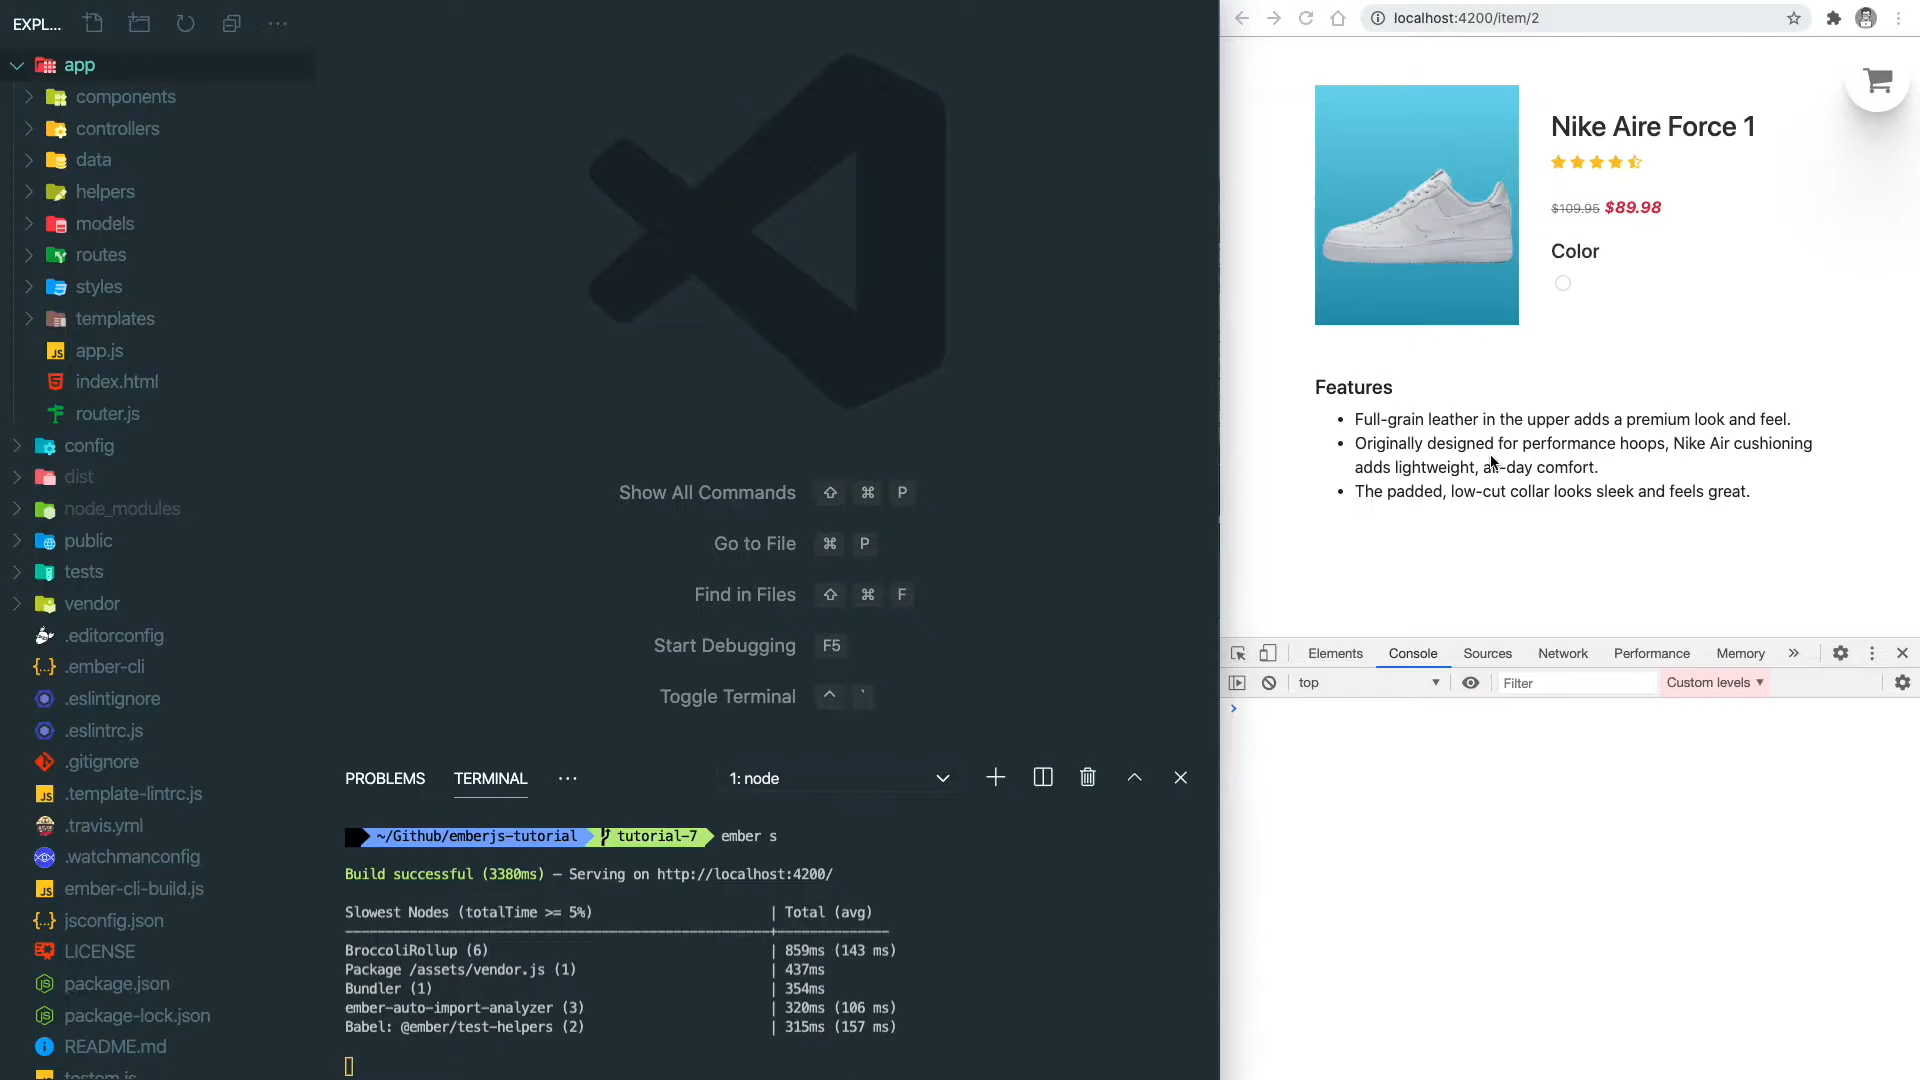 EXPL...
app
components
controllers
data
helpers
models
routes
styles
templates
app.js
index.html
router.js
config
dist
node_modules
public
tests
vendor
.editorconfig
.ember-cli
.eslintignore
.eslintrc.js
.gitignore
.template-lintrc.js
.travis.yml
.watchmanconfig
ember-cli-build.js
jsconfig.json
LICENSE
package.json
package-lock.json
README.md
testem.js
Show All Commands ⇧ ⌘ P
Go to File ⌘ P
Find in Files ⇧ ⌘ F
Start Debugging F5
Toggle Terminal ^ `
PROBLEMS TERMINAL ... 1: node
~/Github/emberjs-tutorial tutorial-7 ember s
Build successful (3380ms) – Serving on http://localhost:4200/
Slowest Nodes (totalTime >= 5%) | Total (avg)
BroccoliRollup (6) | 859ms (143 ms)
Package /assets/vendor.js (1) | 437ms
Bundler (1) | 354ms
ember-auto-import-analyzer (3) | 320ms (106 ms)
Babel: @ember/test-helpers (2) | 315ms (157 ms)
localhost:4200/item/2
Nike Aire Force 1
$109.95 $89.98
Color
Features
• Full-grain leather in the upper adds a premium look and feel.
• Originally designed for performance hoops, Nike Air cushioning
adds lightweight, all-day comfort.
• The padded, low-cut collar looks sleek and feels great.
Elements Console Sources Network Performance Memory »
top Filter Custom levels